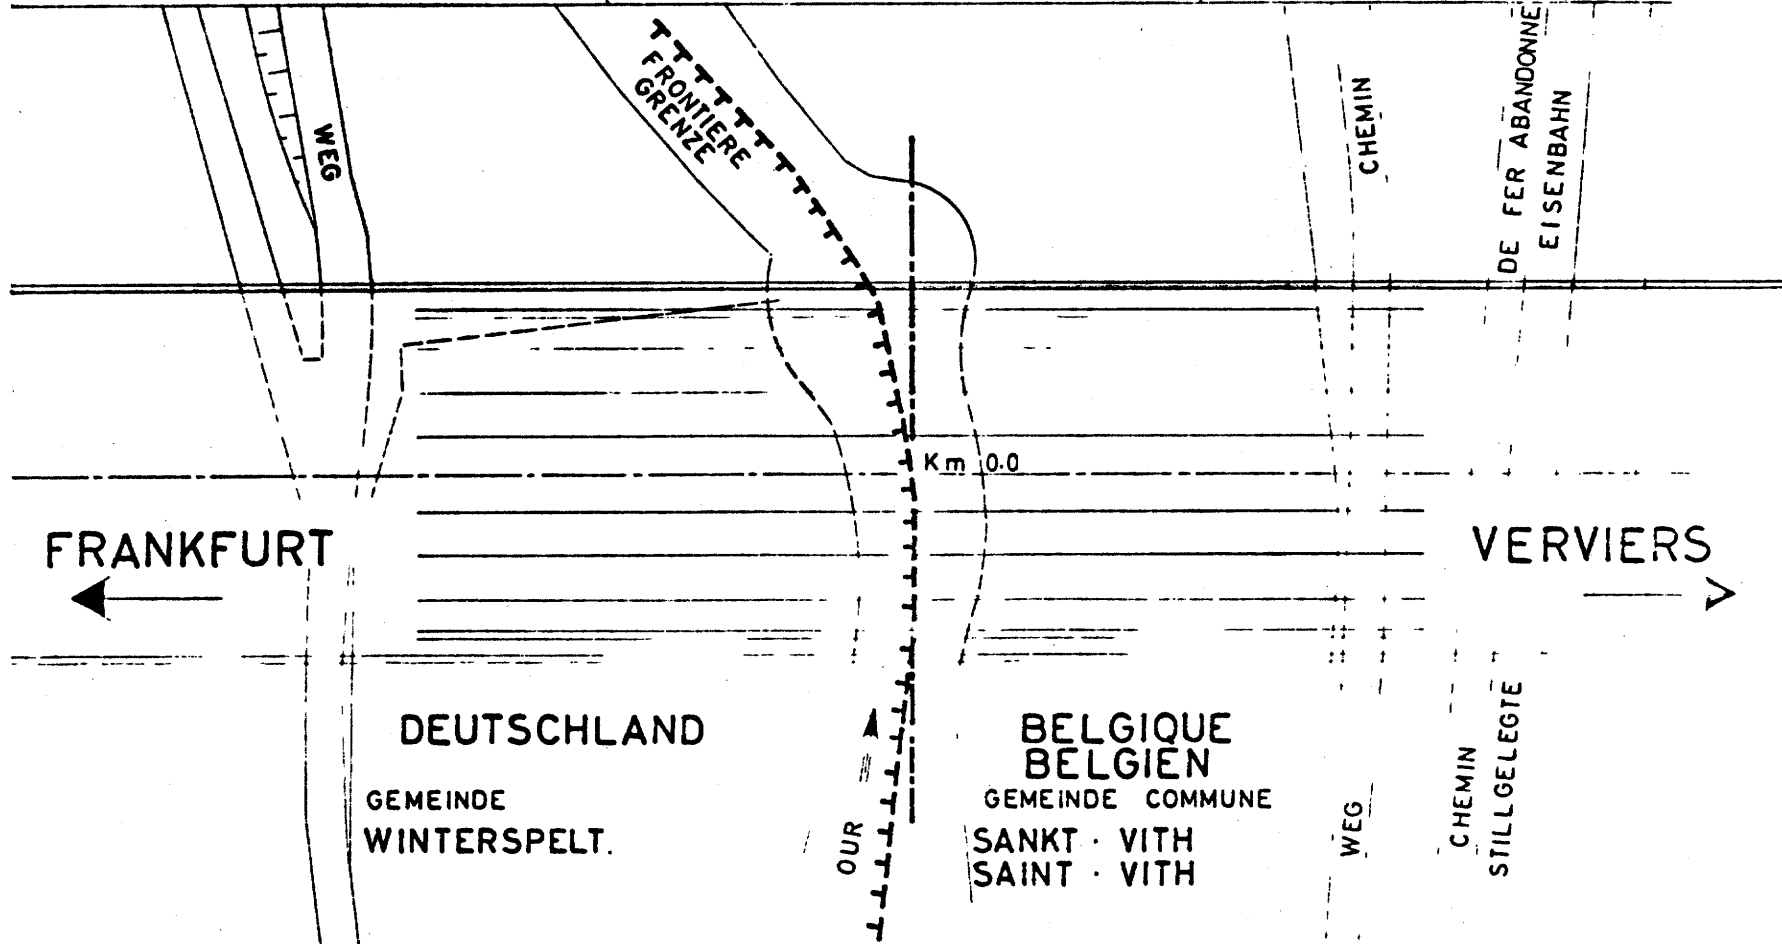 WEG
FRONTIERE
GRENZE
CHEMIN
DE FER ABANDONNE
EISENBAHN
Km 0.0
FRANKFURT
VERVIERS
DEUTSCHLAND
GEMEINDE
WINTERSPELT.
OUR
BELGIQUE
BELGIEN
GEMEINDE COMMUNE
SANKT · VITH
SAINT · VITH
WEG
CHEMIN
STILLGELEGTE